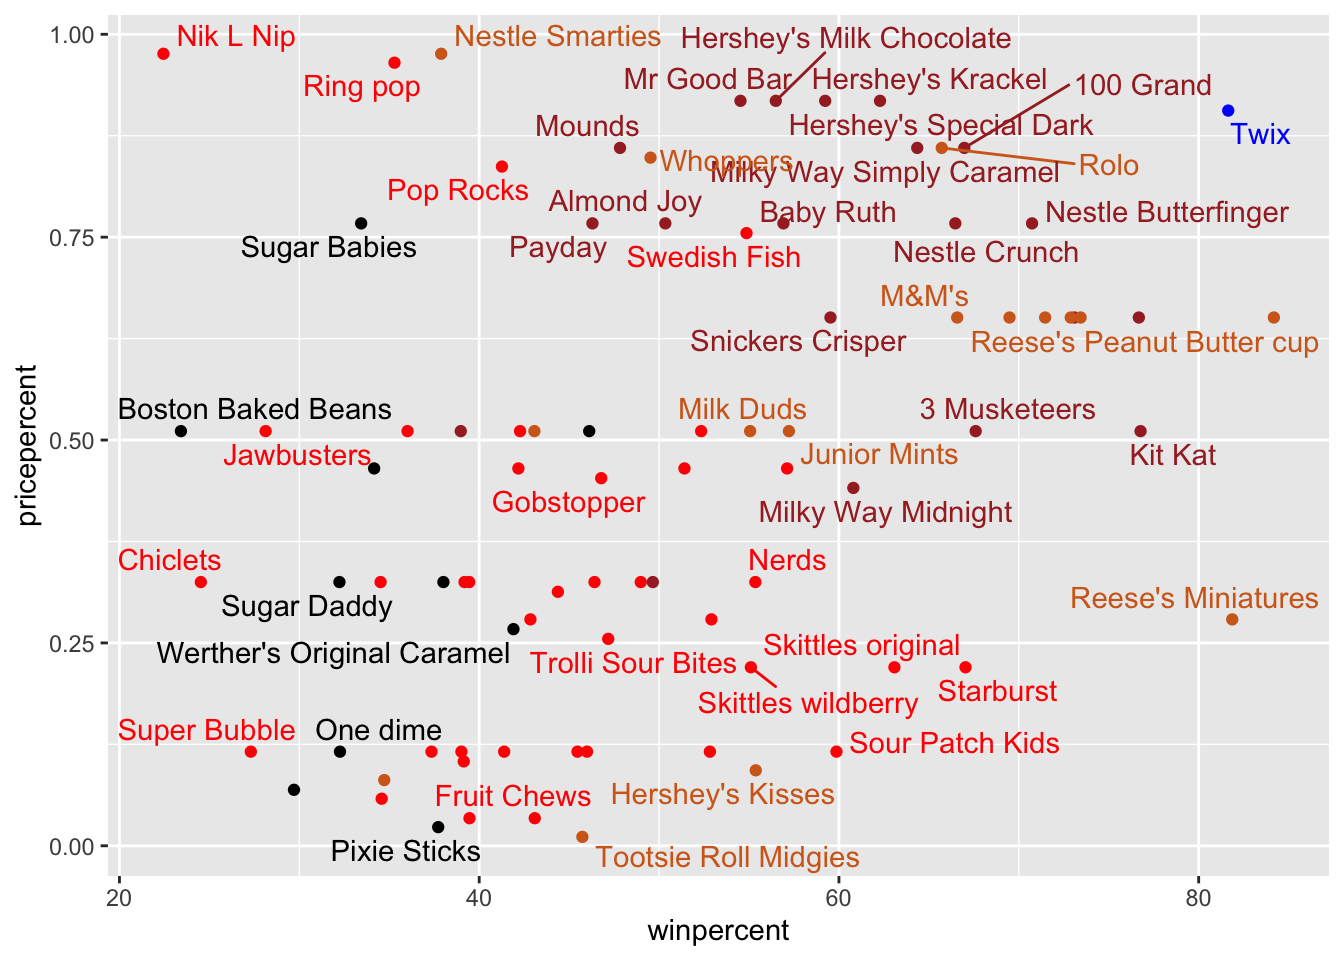 1.00
Nik L Nip
Nestle Smarties
Hershey's Milk Chocolate
Ring pop
Mr Good Bar
Hershey's Krackel
100 Grand
Mounds
Hershey's Special Dark
Twix
Whoppers
Rolo
Milky Way Simply Caramel
Pop Rocks
Almond Joy
Baby Ruth
Nestle Butterfinger
0.75
Sugar Babies
Payday
Swedish Fish
Nestle Crunch
M&M's
Snickers Crisper
Reese's Peanut Butter cup
Boston Baked Beans
Milk Duds
3 Musketeers
0.50
Jawbusters
Junior Mints
Kit Kat
Gobstopper
Milky Way Midnight
pricepercent
Chiclets
Nerds
Sugar Daddy
Reese's Miniatures
0.25
Werther's Original Caramel
Trolli Sour Bites
Skittles original
Skittles wildberry
Starburst
Super Bubble
One dime
Sour Patch Kids
Fruit Chews
Hershey's Kisses
0.00
Pixie Sticks
Tootsie Roll Midgies
20
40
60
80
winpercent